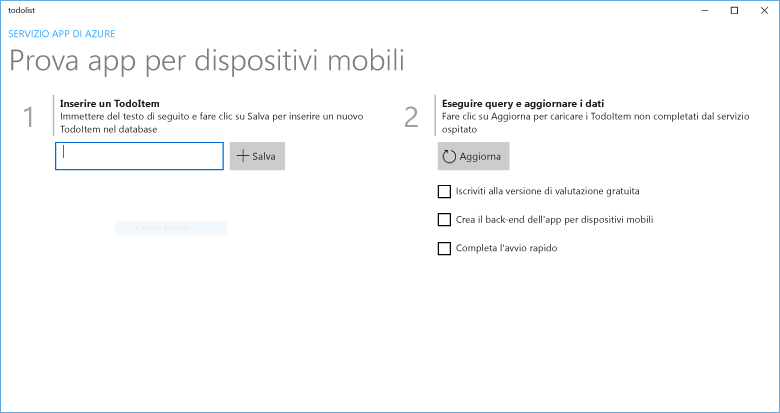 todolist
SERVIZIO APP DI AZURE
Prova app per dispositivi mobili
1
Inserire un TodoItem
Immettere del testo di seguito e fare clic su Salva per inserire un nuovo
TodoItem nel database
Salva
2
Eseguire query e aggiornare i dati
Fare clic su Aggiorna per caricare i TodoItem non completati dal servizio
ospitato
Aggiorna
Iscriviti alla versione di valutazione gratuita
Crea il back-end dell'app per dispositivi mobili
Completa l'avvio rapido